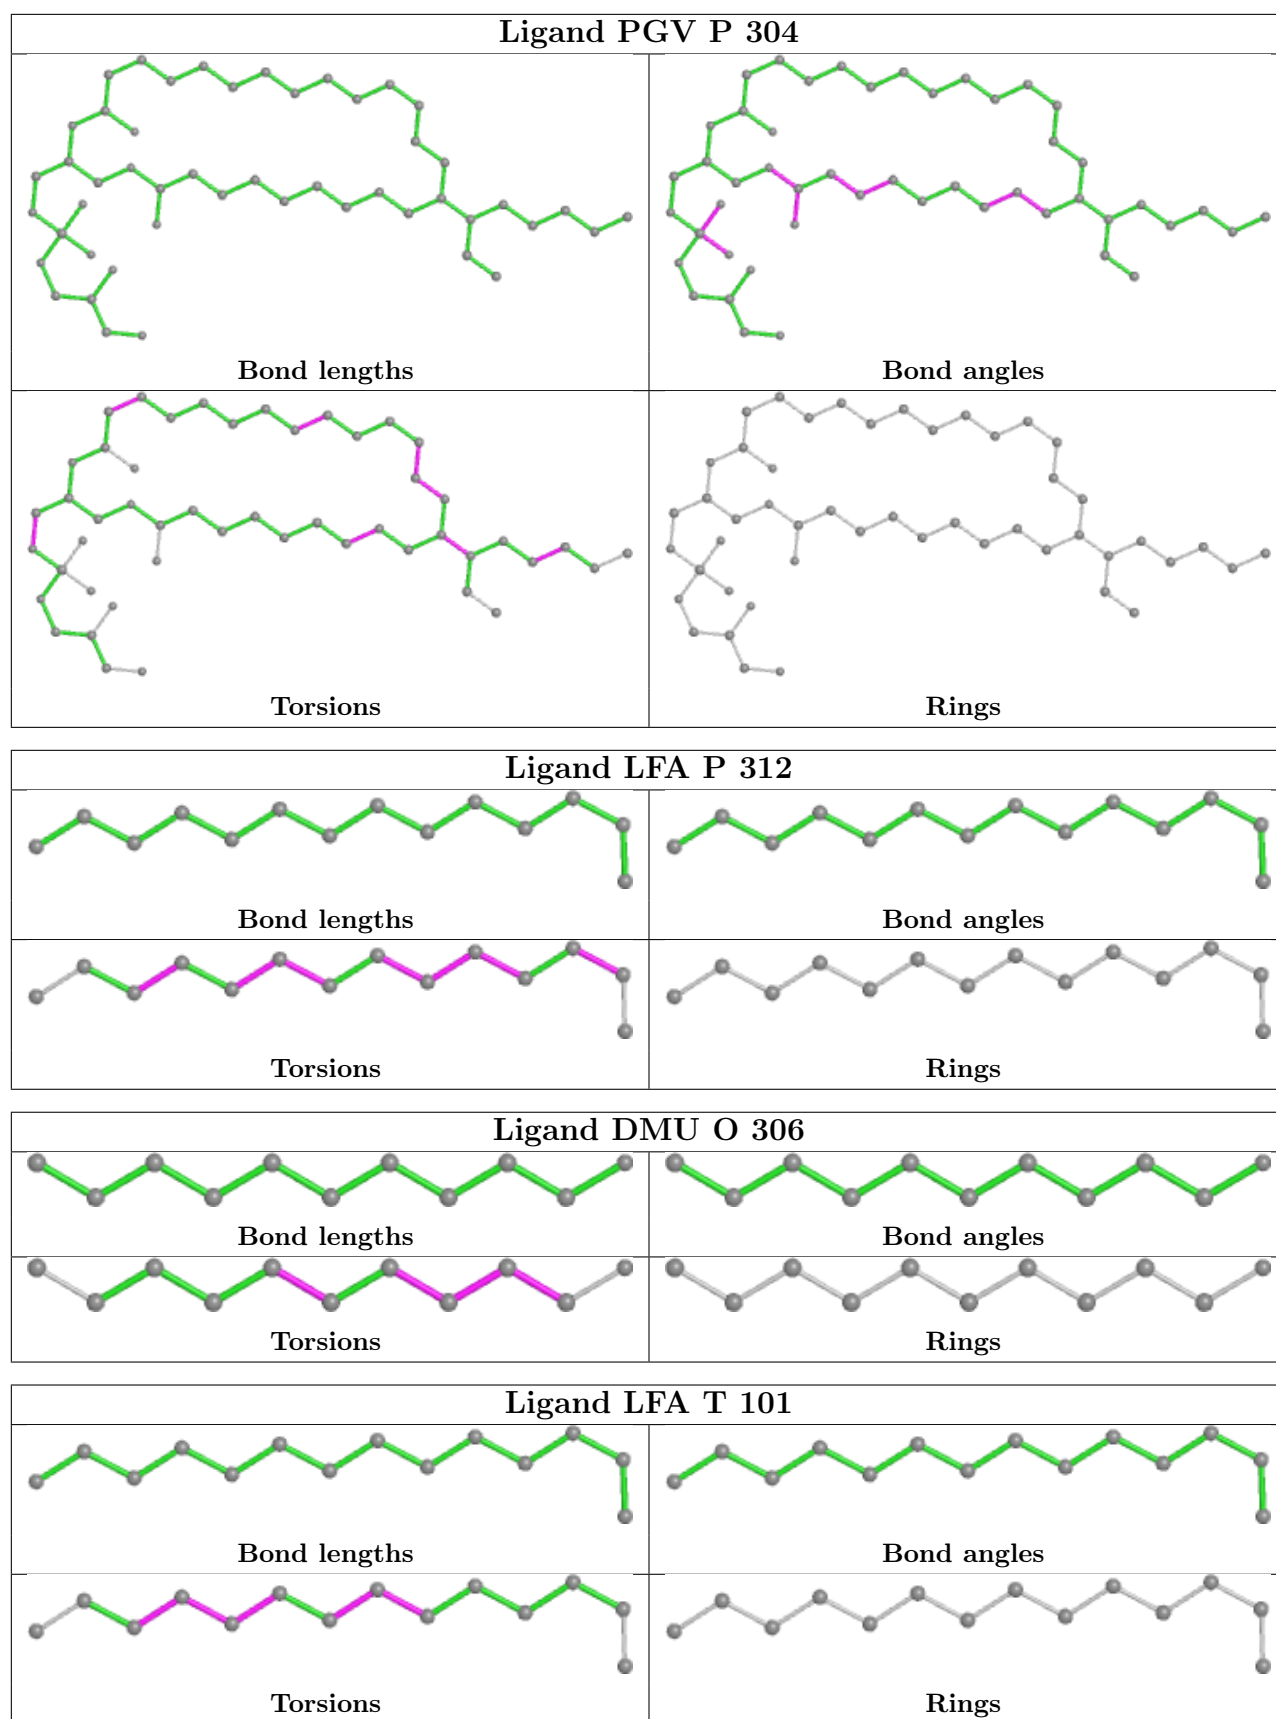 Ligand PGV P 304
Bond lengths
Bond angles
Torsions
Rings
Ligand LFA P 312
Bond lengths
Bond angles
Torsions
Rings
Ligand DMU O 306
Bond lengths
Bond angles
Torsions
Rings
Ligand LFA T 101
Bond lengths
Bond angles
Torsions
Rings